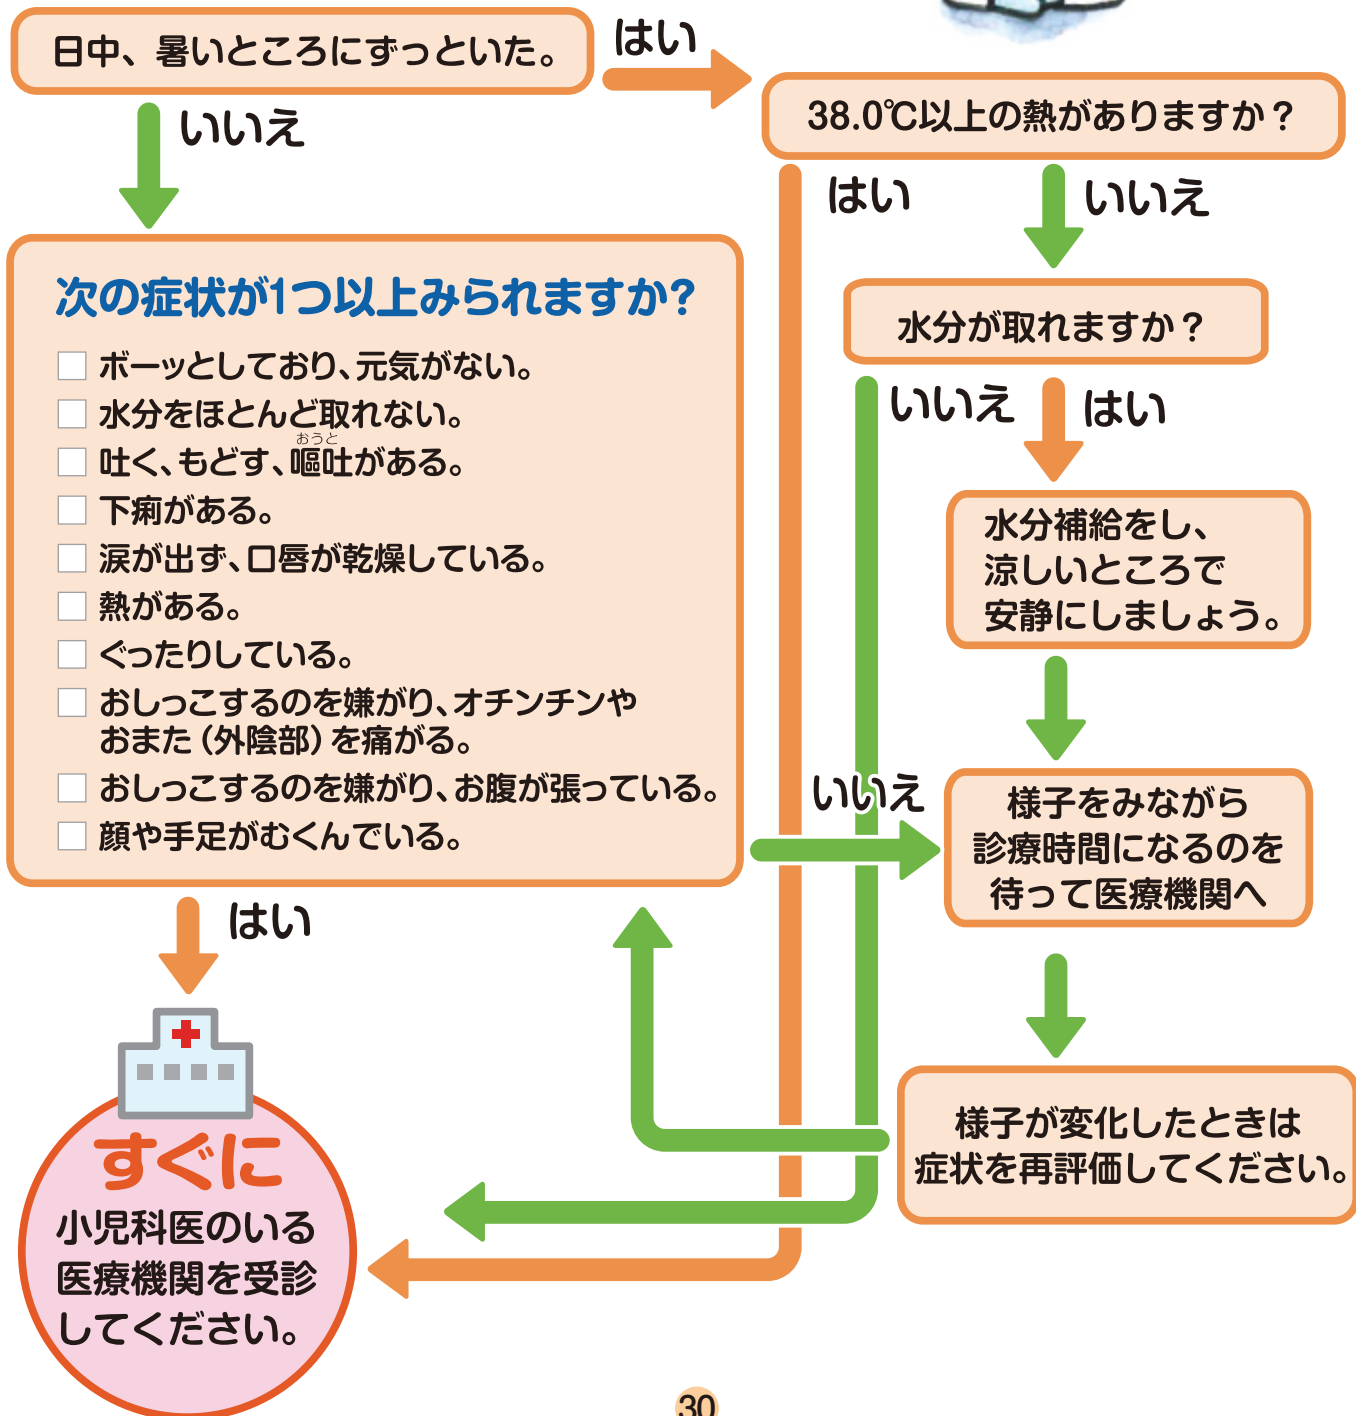 日中、暑いところにずっといた。
はい
いいえ
38.0℃以上の熱がありますか？
はい
いいえ
水分が取れますか？
いいえ
はい
水分補給をし、
涼しいところで
安静にしましょう。
次の症状が1つ以上みられますか?
ボーッとしており、元気がない。
水分をほとんど取れない。
おうと
吐く、もどす、嘔吐がある。
下痢がある。
涙が出ず、口唇が乾燥している。
熱がある。
ぐったりしている。
おしっこするのを嫌がり、オチンチンや
おまた（外陰部）を痛がる。
おしっこするのを嫌がり、お腹が張っている。
顔や手足がむくんでいる。
いいえ
様子をみながら
診療時間になるのを
待って医療機関へ
はい
様子が変化したときは
症状を再評価してください。
すぐに
小児科医のいる
医療機関を受診
してください。
30